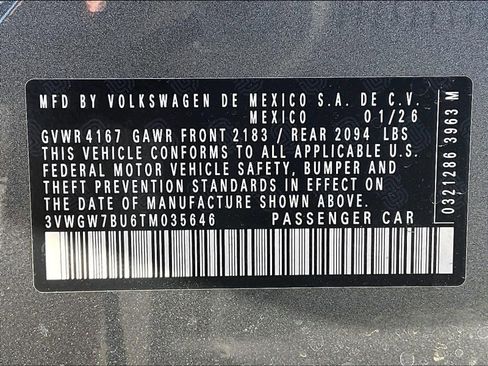 MFD BY VOLKSWAGEN DE MEXICO S.A. DE C.V.
MEXICO 01/26
GVWR 4167 GAWR FRONT 2183 / REAR 2094 LBS
THIS VEHICLE CONFORMS TO ALL APPLICABLE U.S.
FEDERAL MOTOR VEHICLE SAFETY, BUMPER AND
THEFT PREVENTION STANDARDS IN EFFECT ON
THE DATE OF MANUFACTURE SHOWN ABOVE.
3VWGW7BU6TM035646 PASSENGER CAR
0321266 3963 M